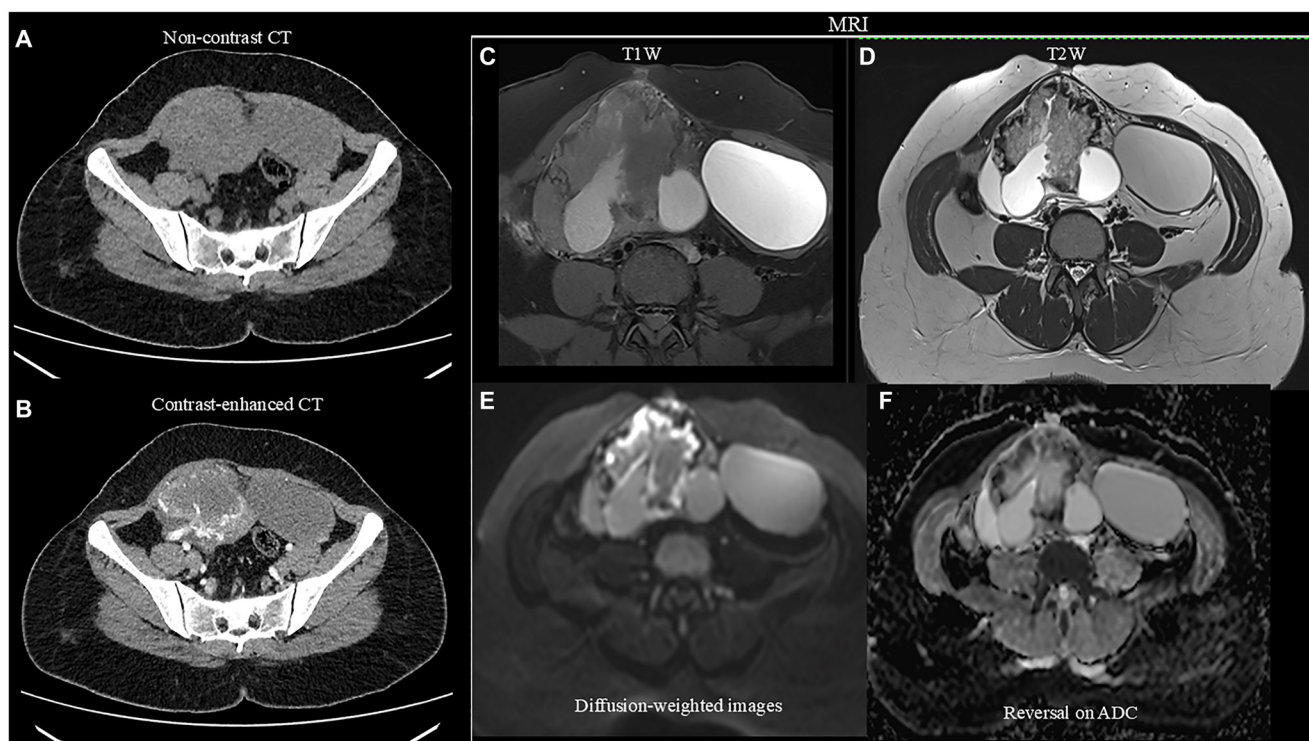 MRI
A
Non-contrast CT
C
T1W
D
T2W
B
Contrast-enhanced CT
E
Diffusion-weighted images
F
Reversal on ADC